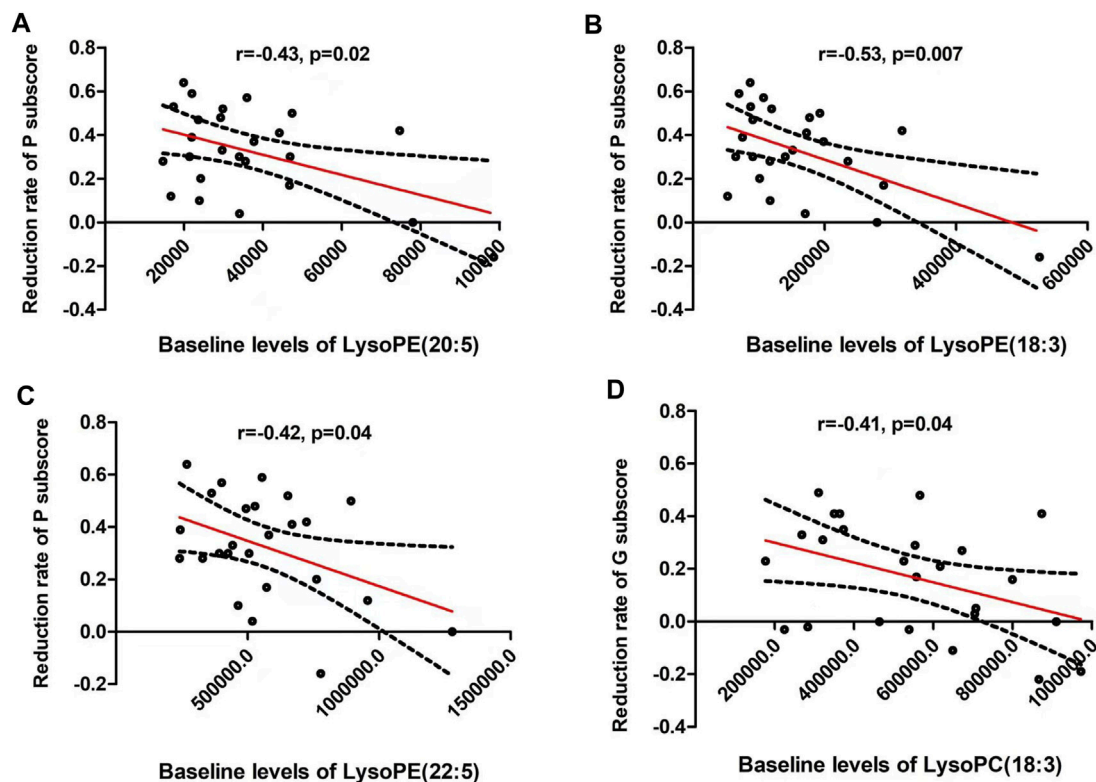 A
r=-0.43, p=0.02
Reduction rate of P subscore
0.8
0.6
0.4
0.2
0.0
-0.2
-0.4
20000
40000
60000
80000
100000
Baseline levels of LysoPE(20:5)
B
r=-0.53, p=0.007
Reduction rate of P subscore
0.8
0.6
0.4
0.2
0.0
-0.2
-0.4
200000
400000
600000
Baseline levels of LysoPE(18:3)
C
r=-0.42, p=0.04
Reduction rate of P subscore
0.8
0.6
0.4
0.2
0.0
-0.2
500000.0
1000000.0
1500000.0
Baseline levels of LysoPE(22:5)
D
r=-0.41, p=0.04
Reduction rate of G subscore
0.8
0.6
0.4
0.2
0.0
-0.2
-0.4
200000.0
400000.0
600000.0
800000.0
1000000.0
Baseline levels of LysoPC(18:3)